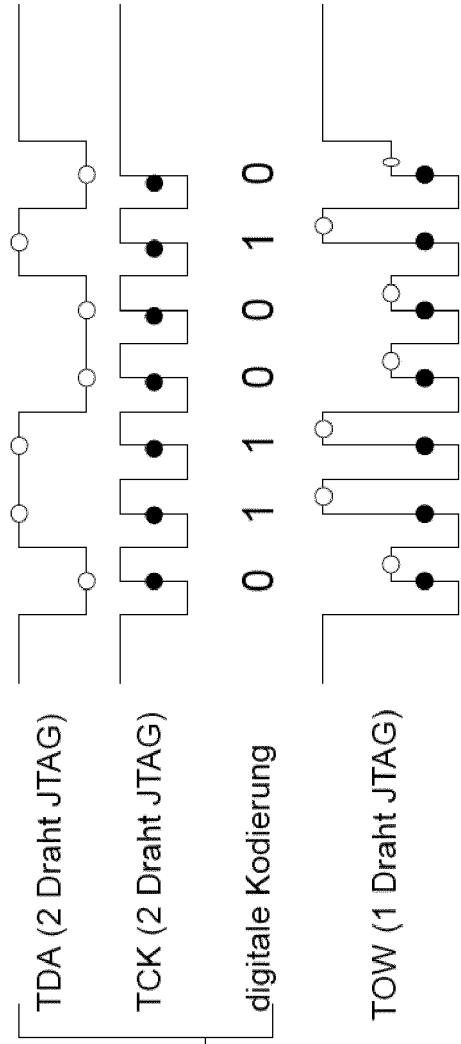 TDA (2 Draht JTAG)
TCK (2 Draht JTAG)
digitale Kodierung 0 1 1 0 0 1 0
TOW (1 Draht JTAG)